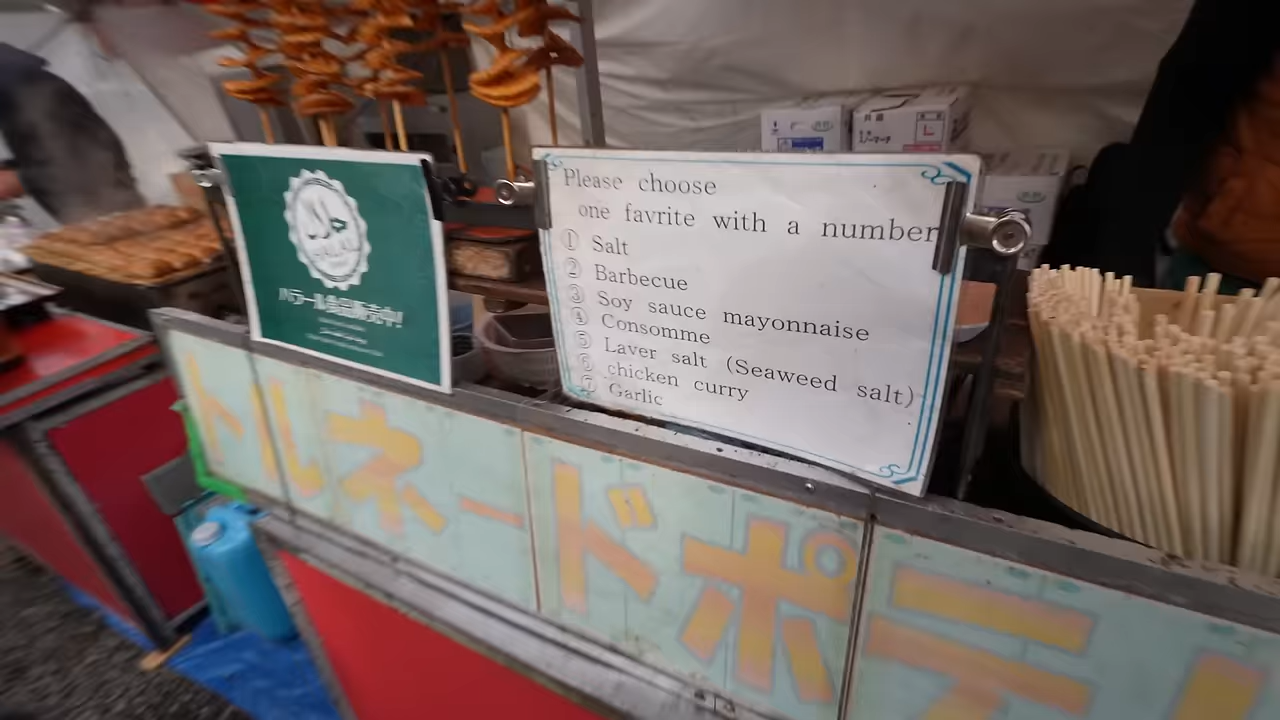 Please choose
one favrite with a number
① Salt
② Barbecue
③ Soy sauce mayonnaise
④ Consomme
⑤ Laver salt (Seaweed salt)
⑥ chicken curry
⑦ Garlic
トルネードポテ
L